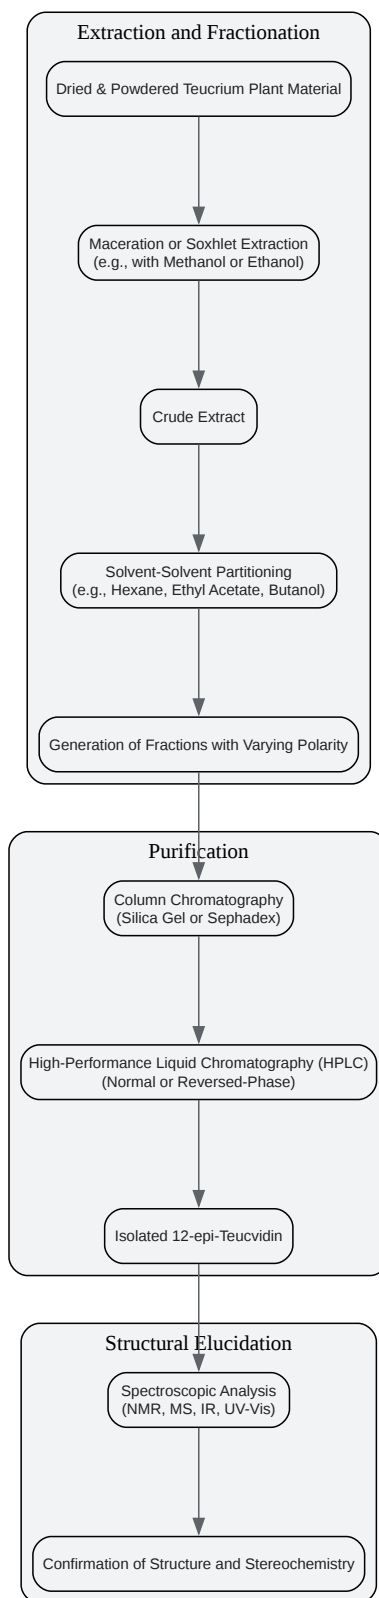 Extraction and Fractionation
Dried & Powdered Teucrium Plant Material
Maceration or Soxhlet Extraction
(e.g., with Methanol or Ethanol)
Crude Extract
Solvent-Solvent Partitioning
(e.g., Hexane, Ethyl Acetate, Butanol)
Generation of Fractions with Varying Polarity
Purification
Column Chromatography
(Silica Gel or Sephadex)
High-Performance Liquid Chromatography (HPLC)
(Normal or Reversed-Phase)
Isolated 12-epi-Teucvidin
Structural Elucidation
Spectroscopic Analysis
(NMR, MS, IR, UV-Vis)
Confirmation of Structure and Stereochemistry